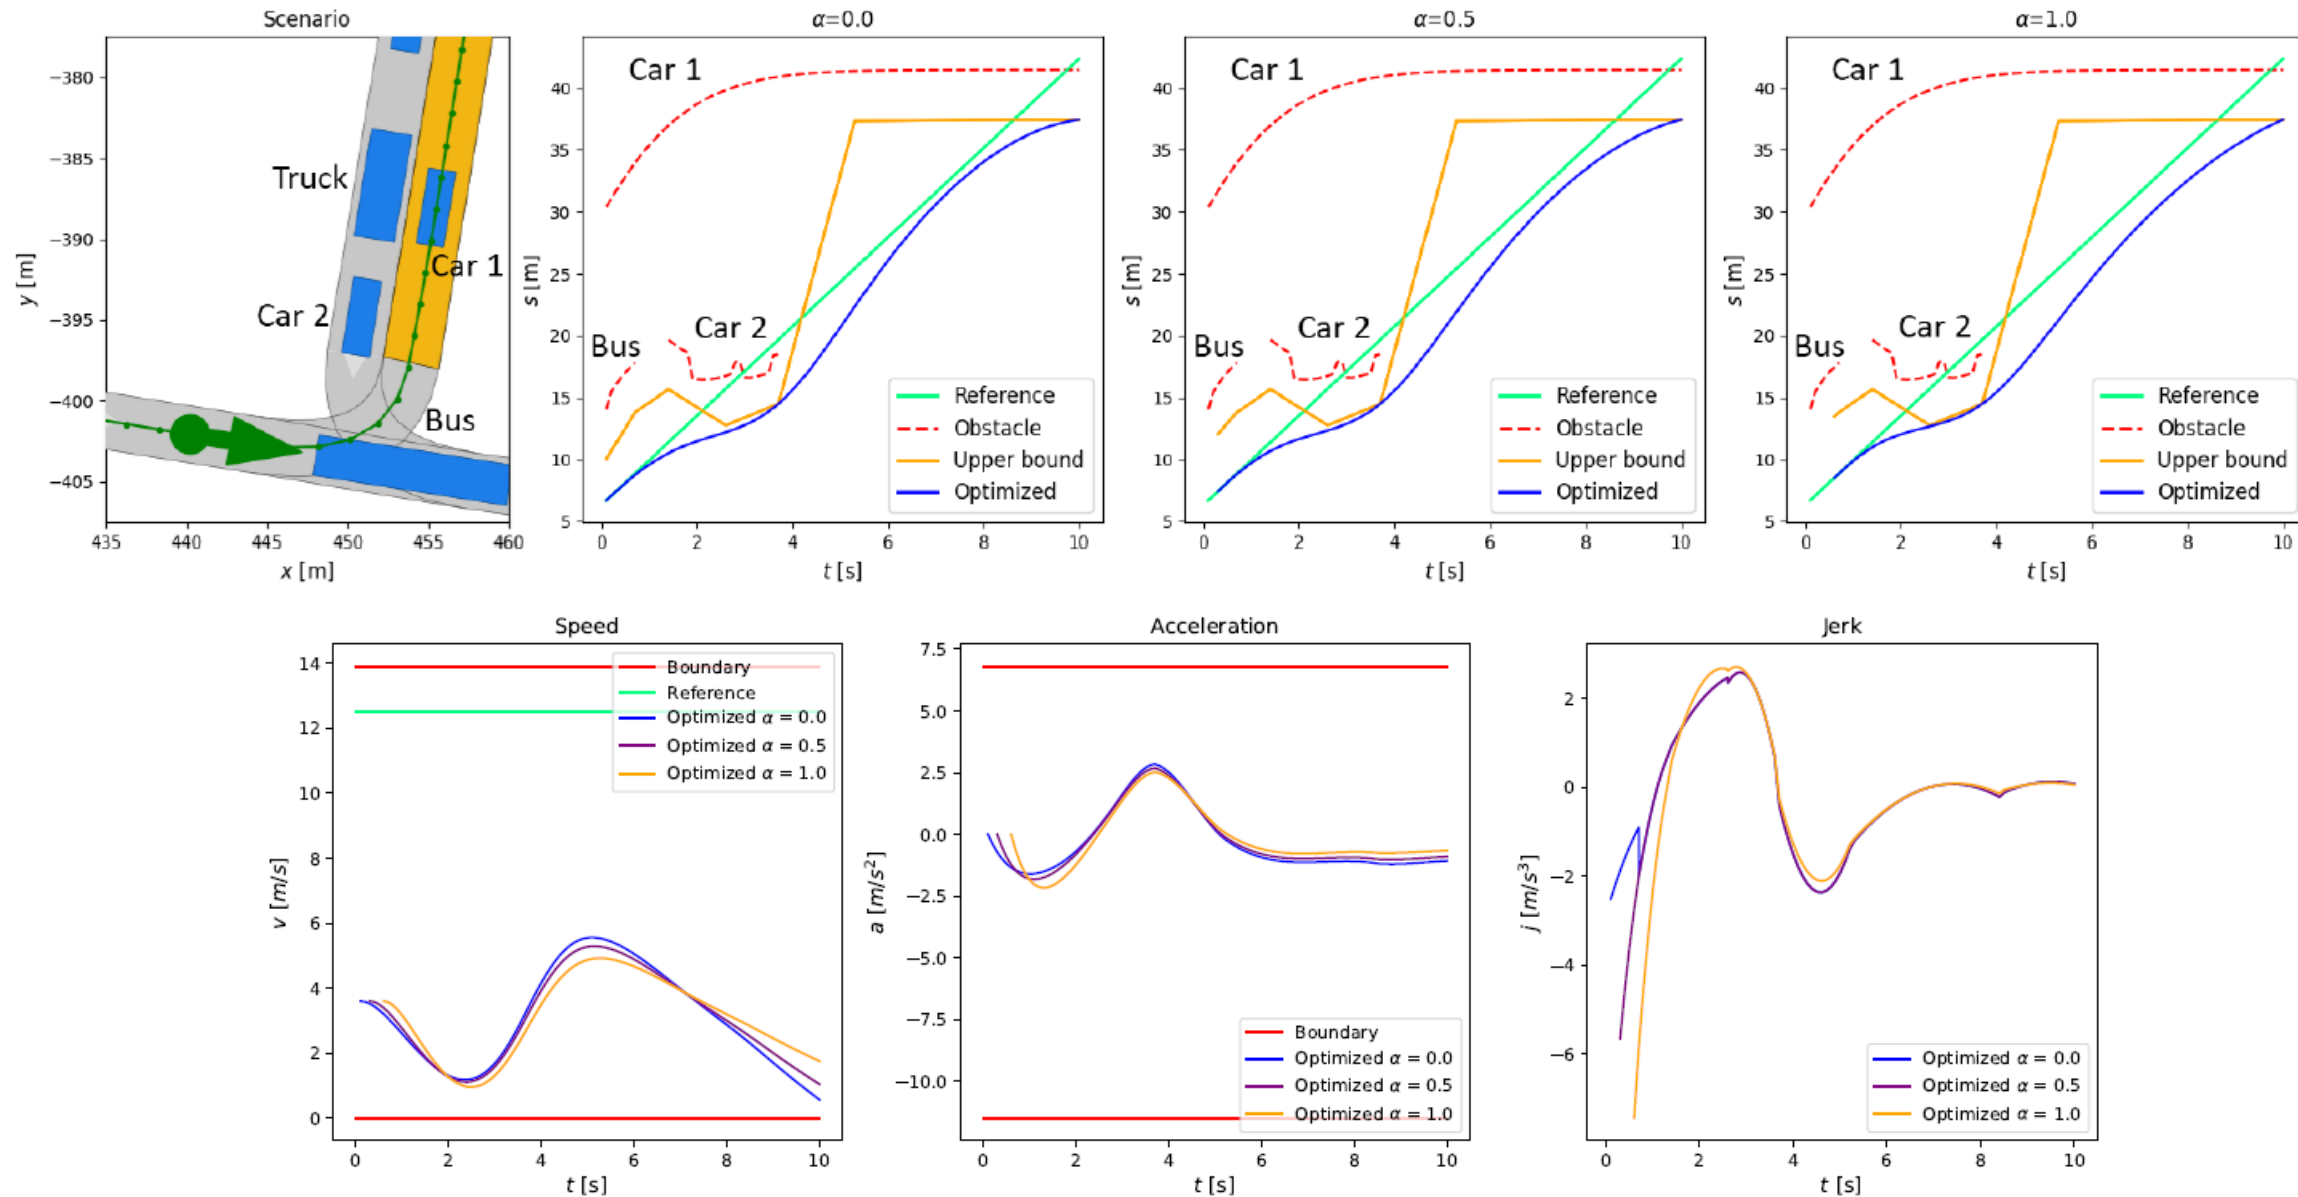 Scenario
α=0.0
α=0.5
α=1.0
−380
−385
−390
−395
−400
−405
y [m]
435
440
445
450
455
460
x [m]
Truck
Car 1
Car 2
Bus
40
35
30
25
20
15
10
5
s [m]
0
2
4
6
8
10
t [s]
Car 1
Bus
Car 2
Reference
Obstacle
Upper bound
Optimized
40
35
30
25
20
15
10
5
s [m]
0
2
4
6
8
10
t [s]
Car 1
Bus
Car 2
Reference
Obstacle
Upper bound
Optimized
40
35
30
25
20
15
10
5
s [m]
0
2
4
6
8
10
t [s]
Car 1
Bus
Car 2
Reference
Obstacle
Upper bound
Optimized
Speed
14
12
10
8
6
4
2
0
v [m/s]
0
2
4
6
8
10
t [s]
Boundary
Reference
Optimized α = 0.0
Optimized α = 0.5
Optimized α = 1.0
Acceleration
7.5
5.0
2.5
0.0
−2.5
−5.0
−7.5
−10.0
a [m/s²]
0
2
4
6
8
10
t [s]
Boundary
Optimized α = 0.0
Optimized α = 0.5
Optimized α = 1.0
Jerk
2
0
−2
−4
−6
j [m/s³]
0
2
4
6
8
10
t [s]
Optimized α = 0.0
Optimized α = 0.5
Optimized α = 1.0